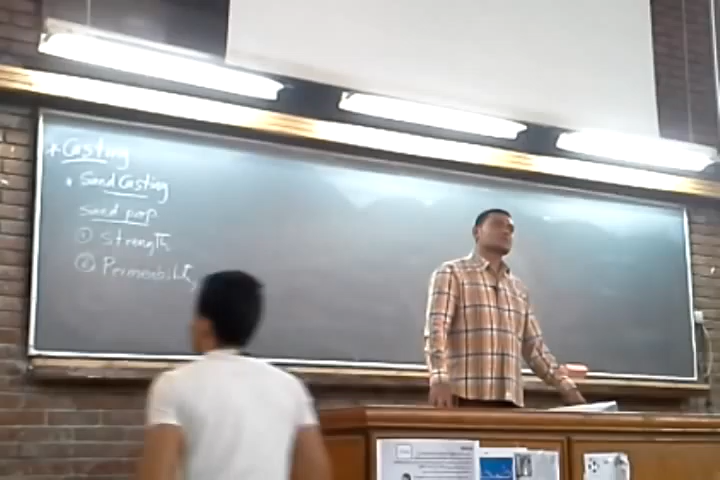 * Casting
* Sand Casting
sand prop
① Strength
② Permeability